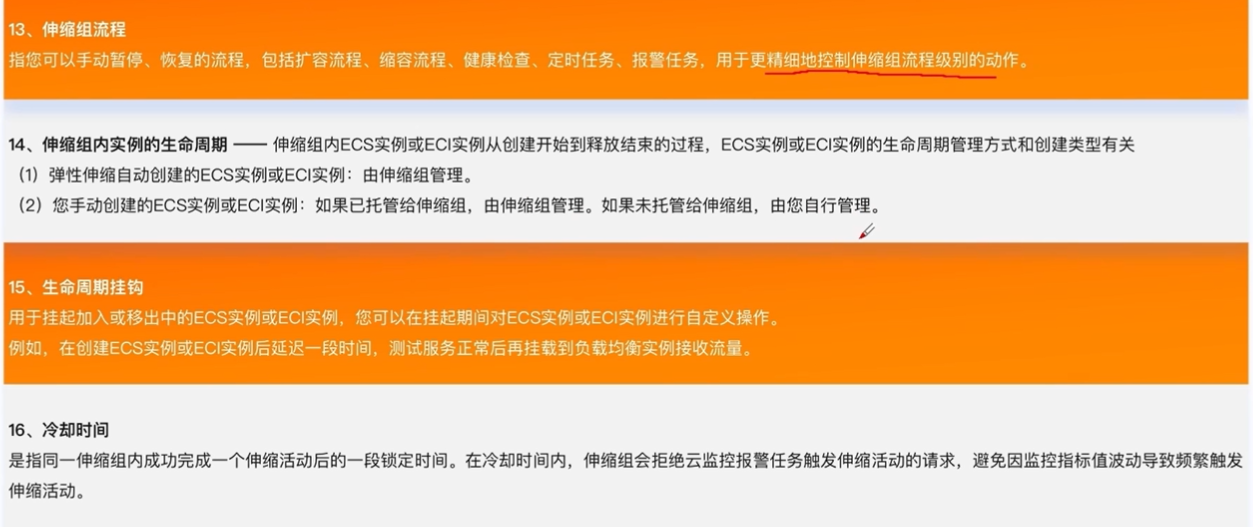 13、伸缩组流程
指您可以手动暂停、恢复的流程，包括扩容流程、缩容流程、健康检查、定时任务、报警任务，用于更精细地控制伸缩组流程级别的动作。
14、伸缩组内实例的生命周期 —— 伸缩组内ECS实例或ECI实例从创建开始到释放结束的过程，ECS实例或ECI实例的生命周期管理方式和创建类型有关
（1）弹性伸缩自动创建的ECS实例或ECI实例：由伸缩组管理。
（2）您手动创建的ECS实例或ECI实例：如果已托管给伸缩组，由伸缩组管理。如果未托管给伸缩组，由您自行管理。
15、生命周期挂钩
用于挂起加入或移出中的ECS实例或ECI实例，您可以在挂起期间对ECS实例或ECI实例进行自定义操作。
例如，在创建ECS实例或ECI实例后延迟一段时间，测试服务正常后再挂载到负载均衡实例接收流量。
16、冷却时间
是指同一伸缩组内成功完成一个伸缩活动后的一段锁定时间。在冷却时间内，伸缩组会拒绝云监控报警任务触发伸缩活动的请求，避免因监控指标值波动导致频繁触发
伸缩活动。